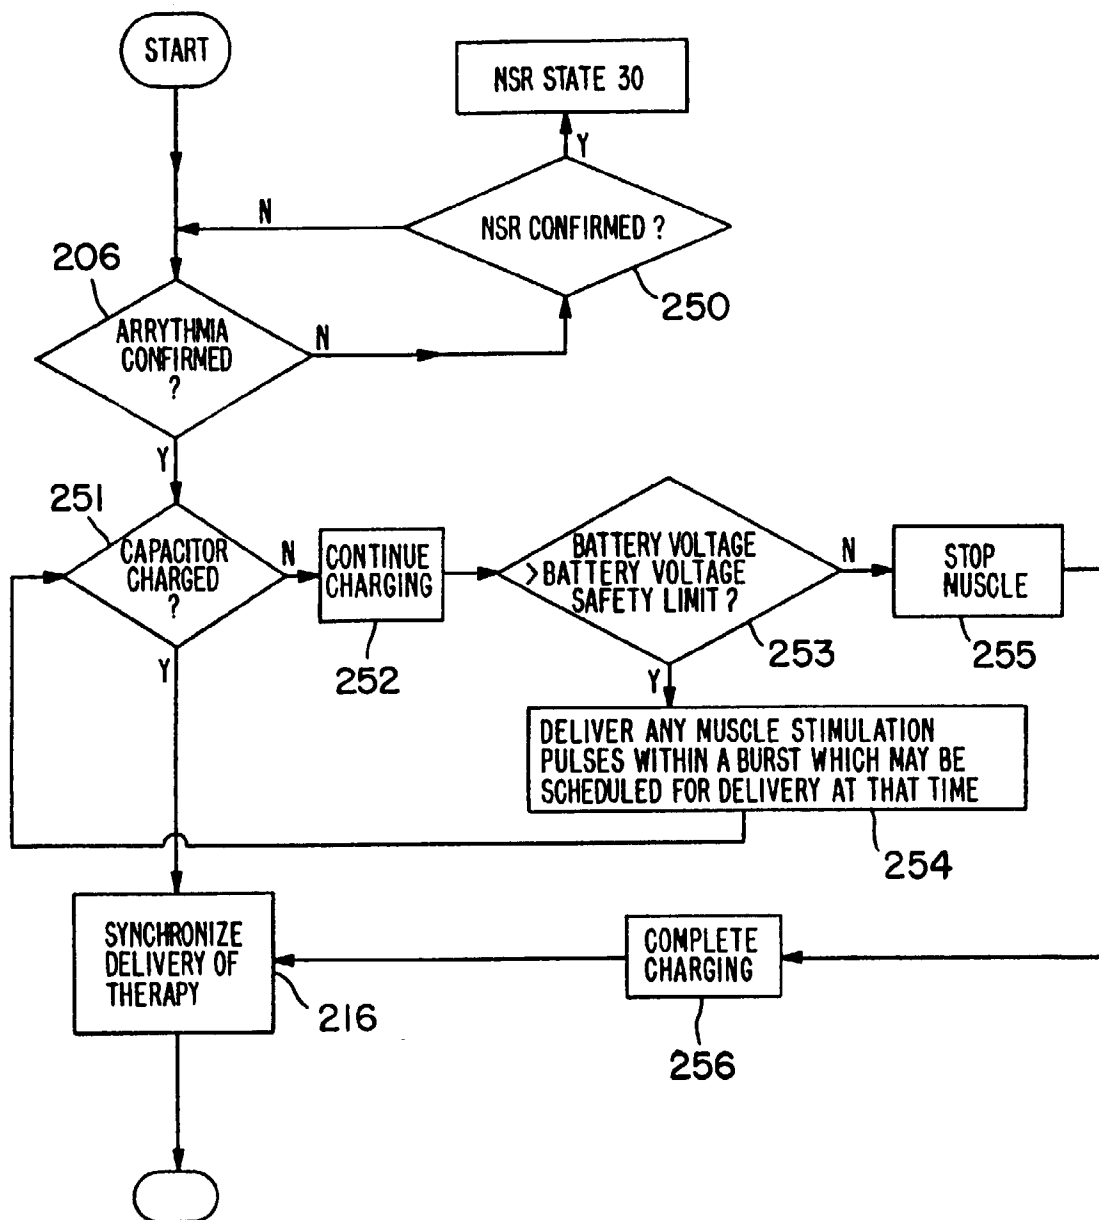 START
NSR STATE 30
Y
N
NSR CONFIRMED ?
206
250
ARRYTHMIA
CONFIRMED
?
N
Y
251
CAPACITOR
CHARGED
?
N
CONTINUE
CHARGING
BATTERY VOLTAGE
>BATTERY VOLTAGE
SAFETY LIMIT ?
N
STOP
MUSCLE
252
253
255
Y
Y
DELIVER ANY MUSCLE STIMULATION
PULSES WITHIN A BURST WHICH MAY BE
SCHEDULED FOR DELIVERY AT THAT TIME
254
SYNCHRONIZE
DELIVERY OF
THERAPY
216
COMPLETE
CHARGING
256